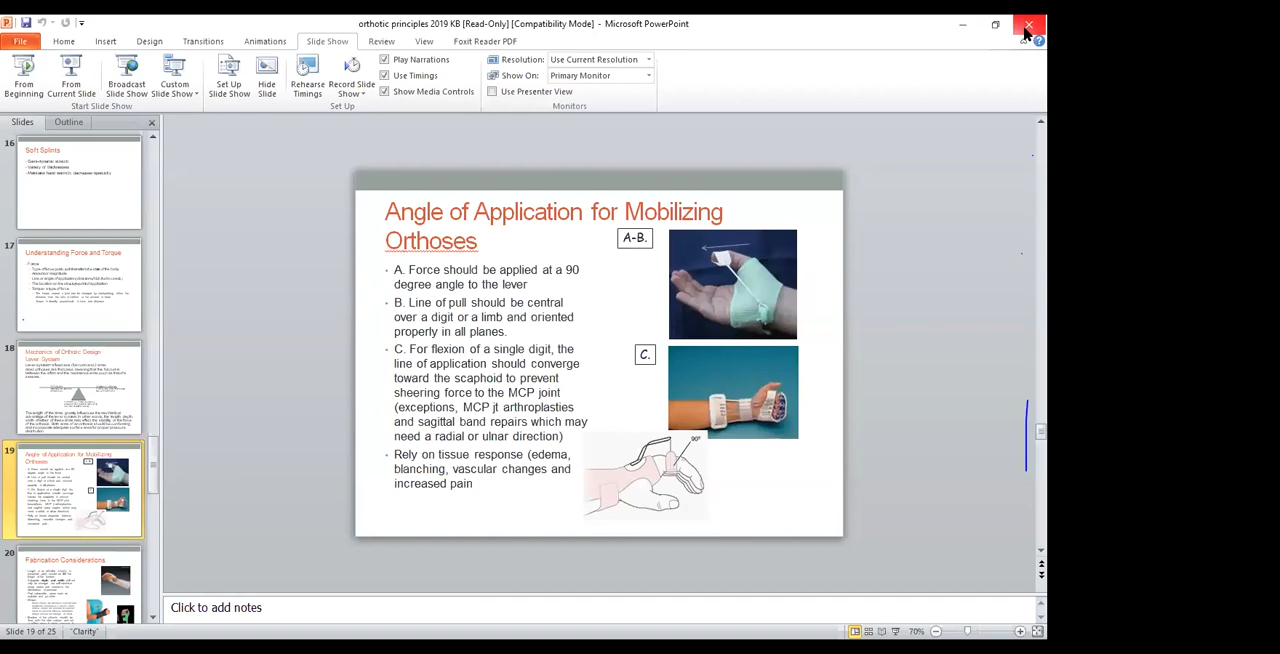 orthotic principles 2019 KB [Read-Only] [Compatibility Mode] - Microsoft PowerPoint
File Home Insert Design Transitions Animations Slide Show Review View Foxit Reader PDF
From Beginning
From Current Slide
Broadcast Slide Show
Custom Slide Show
Start Slide Show
Set Up Slide Show
Hide Slide
Rehearse Timings
Record Slide Show
Play Narrations
Use Timings
Show Media Controls
Set Up
Resolution: Use Current Resolution
Show On: Primary Monitor
Use Presenter View
Monitors
Slides Outline
16
Soft Splints
17
Understanding Force and Torque
18
Mechanics of Orthotic Design
Lever System
19
Angle of Application for Mobilizing
Orthoses
20
Fabrication Considerations
Angle of Application for Mobilizing
Orthoses
A-B.
A. Force should be applied at a 90
degree angle to the lever
B. Line of pull should be central
over a digit or a limb and oriented
properly in all planes.
C. For flexion of a single digit, the
line of application should converge
toward the scaphoid to prevent
sheering force to the MCP joint
(exceptions, MCP jt arthroplasties
and sagittal band repairs which may
need a radial or ulnar direction)
Rely on tissue response (edema,
blanching, vascular changes and
increased pain
C.
90°
Click to add notes
Slide 19 of 25 "Clarity" 70%